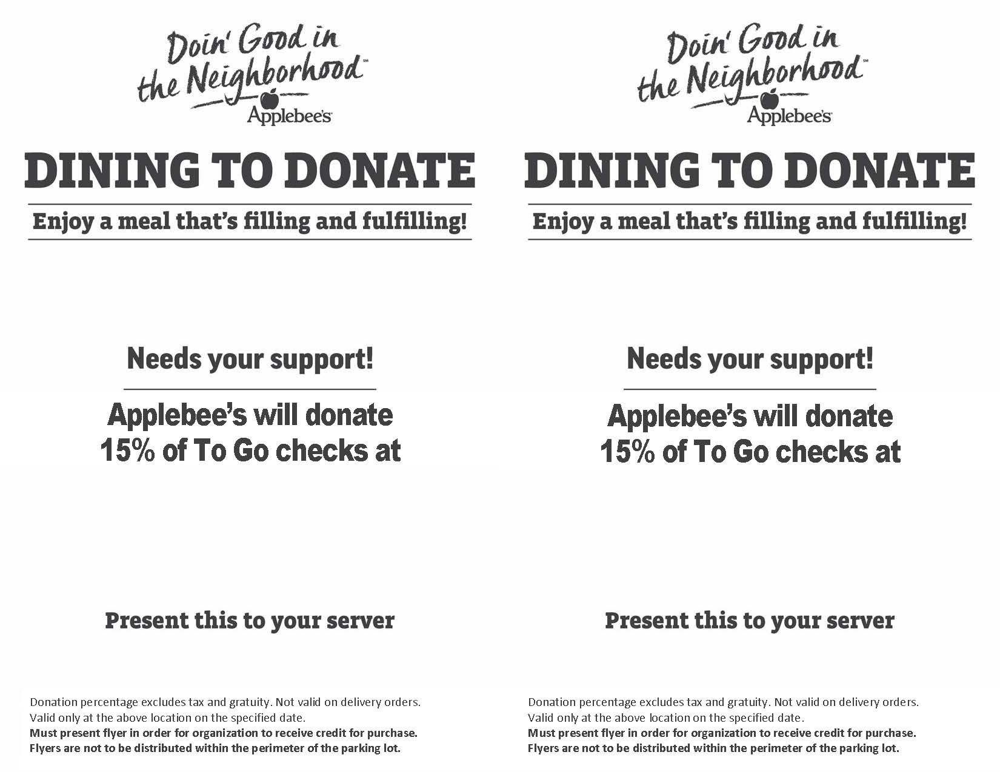 Doin' Good in
the Neighborhood℠
Applebee's
DINING TO DONATE
Enjoy a meal that's filling and fulfilling!
Needs your support!
Applebee's will donate
15% of To Go checks at
Present this to your server
Donation percentage excludes tax and gratuity. Not valid on delivery orders.
Valid only at the above location on the specified date.
Must present flyer in order for organization to receive credit for purchase.
Flyers are not to be distributed within the perimeter of the parking lot.
Doin' Good in
the Neighborhood℠
Applebee's
DINING TO DONATE
Enjoy a meal that's filling and fulfilling!
Needs your support!
Applebee's will donate
15% of To Go checks at
Present this to your server
Donation percentage excludes tax and gratuity. Not valid on delivery orders.
Valid only at the above location on the specified date.
Must present flyer in order for organization to receive credit for purchase.
Flyers are not to be distributed within the perimeter of the parking lot.